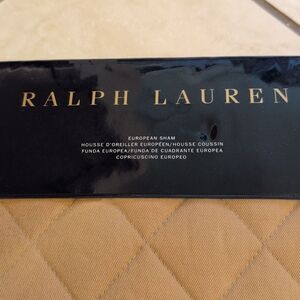 RALPH LAUREN
EUROPEAN SHAM
HOUSSE D'OREILLER EUROPÉEN/HOUSSE COUSSIN
FUNDA EUROPEA/FUNDA DE CUADRANTE EUROPEA
COPRICUSCINO EUROPEO